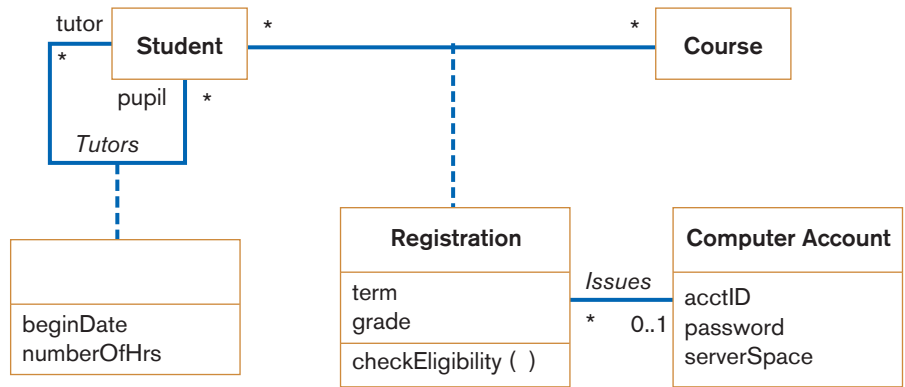 tutor
*
Student
*
*
Course
pupil
*
Tutors
Registration
term
grade
checkEligibility ( )
Issues
*
0..1
Computer Account
acctID
password
serverSpace
beginDate
numberOfHrs